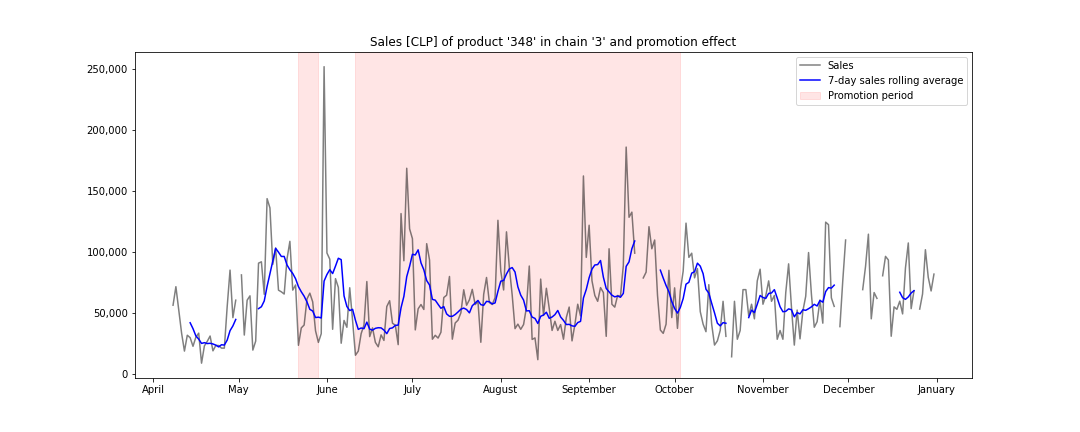 Sales [CLP] of product '348' in chain '3' and promotion effect
250,000
200,000
150,000
100,000
50,000
0
Sales
7-day sales rolling average
Promotion period
April May June July August September October November December January